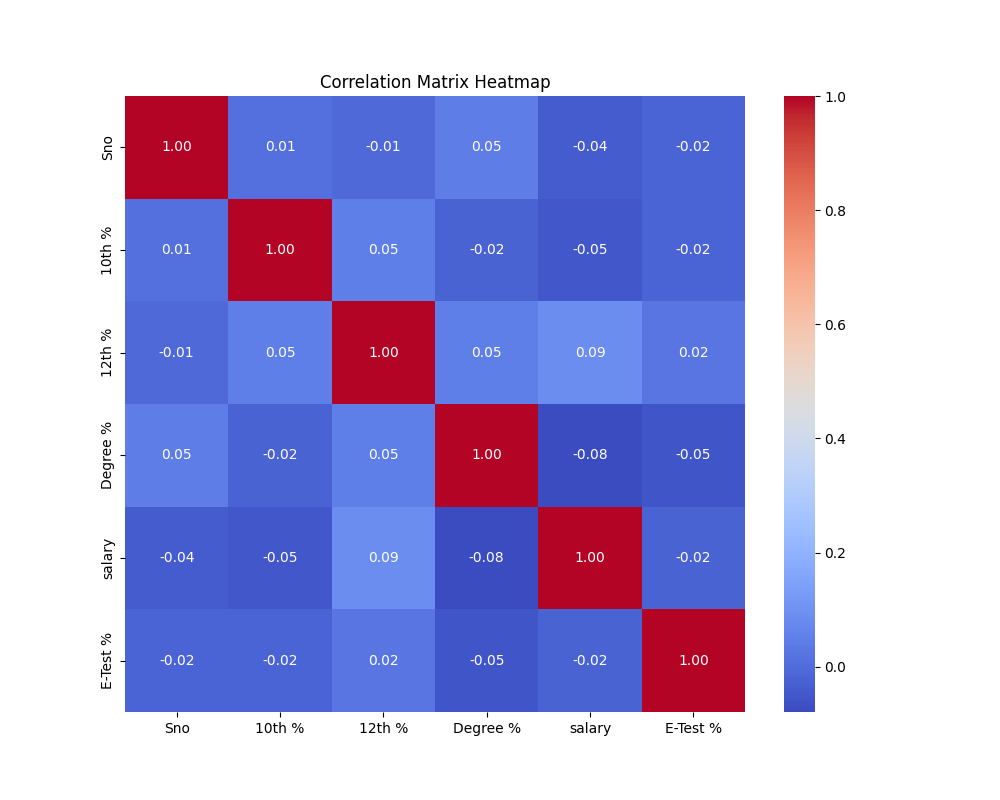 Correlation Matrix Heatmap
Sno 1.00 0.01 -0.01 0.05 -0.04 -0.02
10th % 0.01 1.00 0.05 -0.02 -0.05 -0.02
12th % -0.01 0.05 1.00 0.05 0.09 0.02
Degree % 0.05 -0.02 0.05 1.00 -0.08 -0.05
salary -0.04 -0.05 0.09 -0.08 1.00 -0.02
E-Test % -0.02 -0.02 0.02 -0.05 -0.02 1.00
Sno 10th % 12th % Degree % salary E-Test %
1.0
0.8
0.6
0.4
0.2
0.0